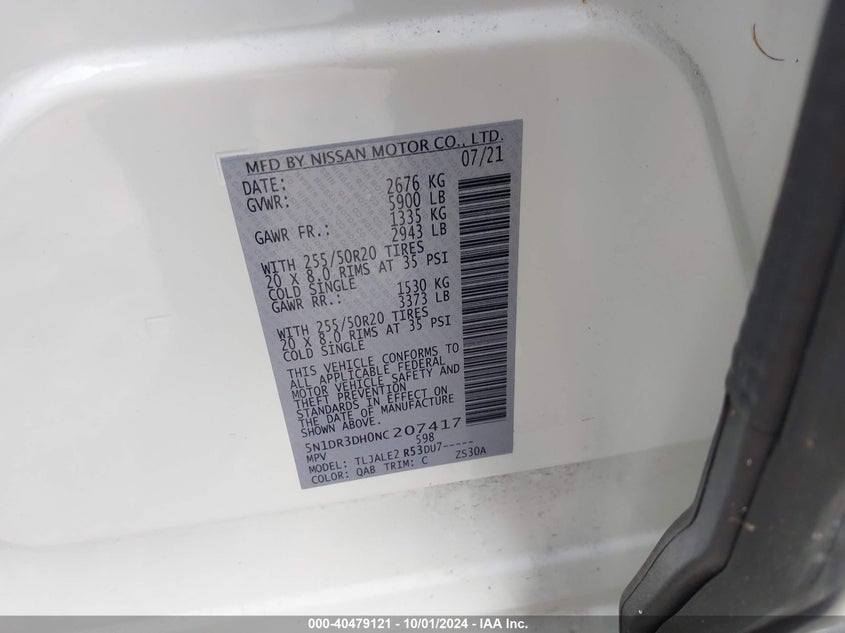 MFD BY NISSAN MOTOR CO., LTD.
DATE: 07/21
GVWR: 2676 KG
5900 LB
GAWR FR.: 1335 KG
2943 LB
WITH 255/50R20 TIRES
20 X 8.0 RIMS AT 35 PSI
COLD SINGLE
GAWR RR.: 1530 KG
3373 LB
WITH 255/50R20 TIRES
20 X 8.0 RIMS AT 35 PSI
COLD SINGLE
THIS VEHICLE CONFORMS TO
ALL APPLICABLE FEDERAL
MOTOR VEHICLE SAFETY AND
THEFT PREVENTION
STANDARDS IN EFFECT ON
THE DATE OF MANUFACTURE
SHOWN ABOVE.
5N1DR3DH0NC207417
MPV 598
MODEL: TLJALE2 R53DU7-----
COLOR: QAB TRIM: C ZS30A
000-40479121 - 10/01/2024 - IAA Inc.